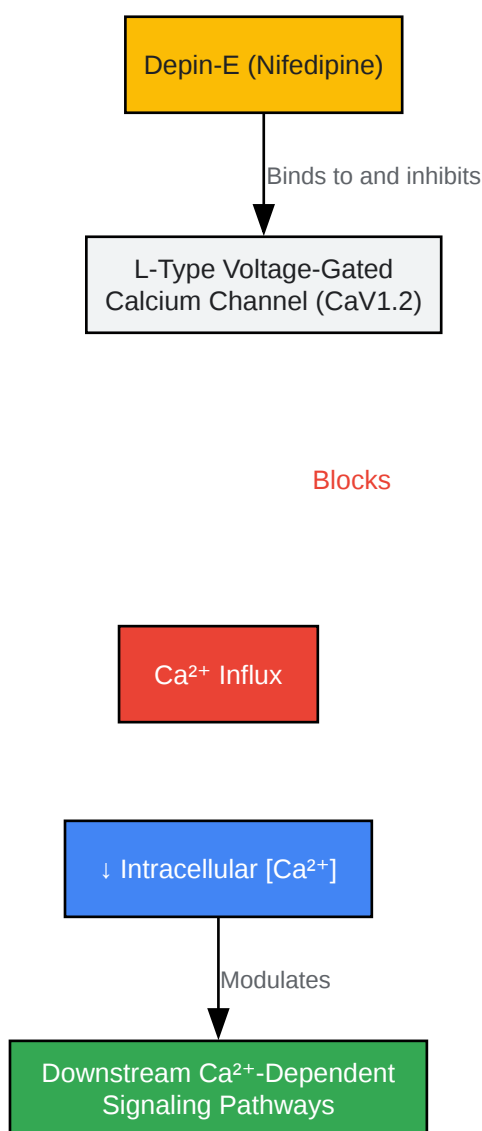 Depin-E (Nifedipine)
Binds to and inhibits
L-Type Voltage-Gated
Calcium Channel (CaV1.2)
Blocks
Ca²⁺ Influx
↓ Intracellular [Ca²⁺]
Modulates
Downstream Ca²⁺-Dependent
Signaling Pathways